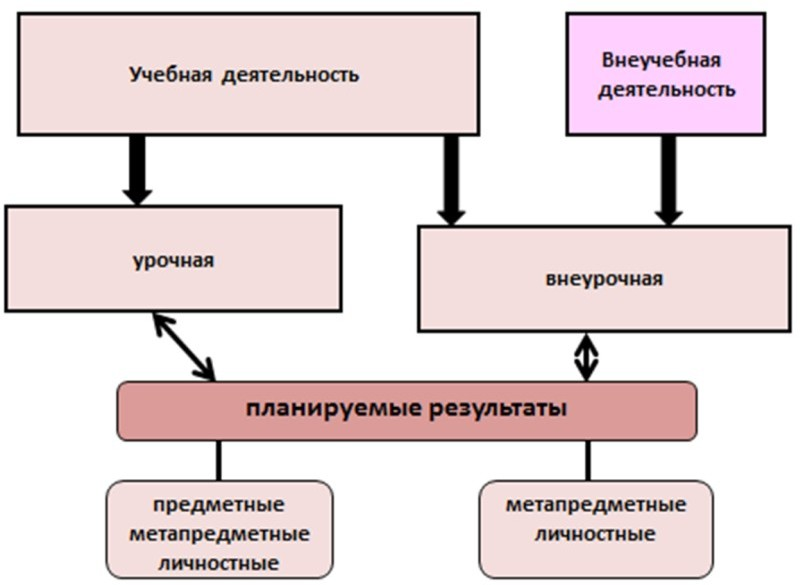 Учебная деятельность
Внеучебная
деятельность
урочная
внеурочная
планируемые результаты
предметные
метапредметные
личностные
метапредметные
личностные